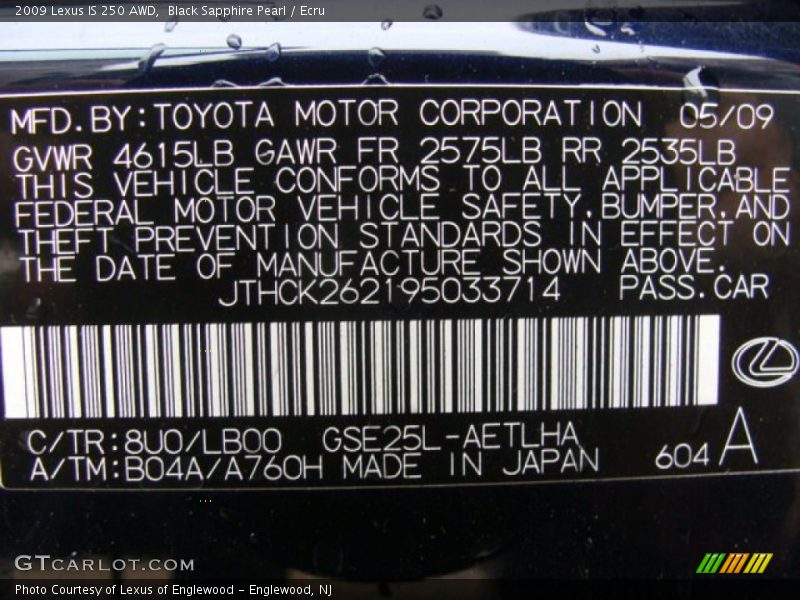 2009 Lexus IS 250 AWD,  Black Sapphire Pearl / Ecru
MFD.BY:TOYOTA MOTOR CORPORATION 05/09
GVWR 4615LB GAWR FR 2575LB RR 2535LB
THIS VEHICLE CONFORMS TO ALL APPLICABLE
FEDERAL MOTOR VEHICLE SAFETY.BUMPER.AND
THEFT PREVENTION STANDARDS IN EFFECT ON
THE DATE OF MANUFACTURE SHOWN ABOVE.
JTHCK262195033714 PASS.CAR
C/TR:8U0/LB00 GSE25L-AETLHA
A/TM:B04A/A760H MADE IN JAPAN 604 A
GTCARLOT.COM
Photo Courtesy of Lexus of Englewood - Englewood, NJ